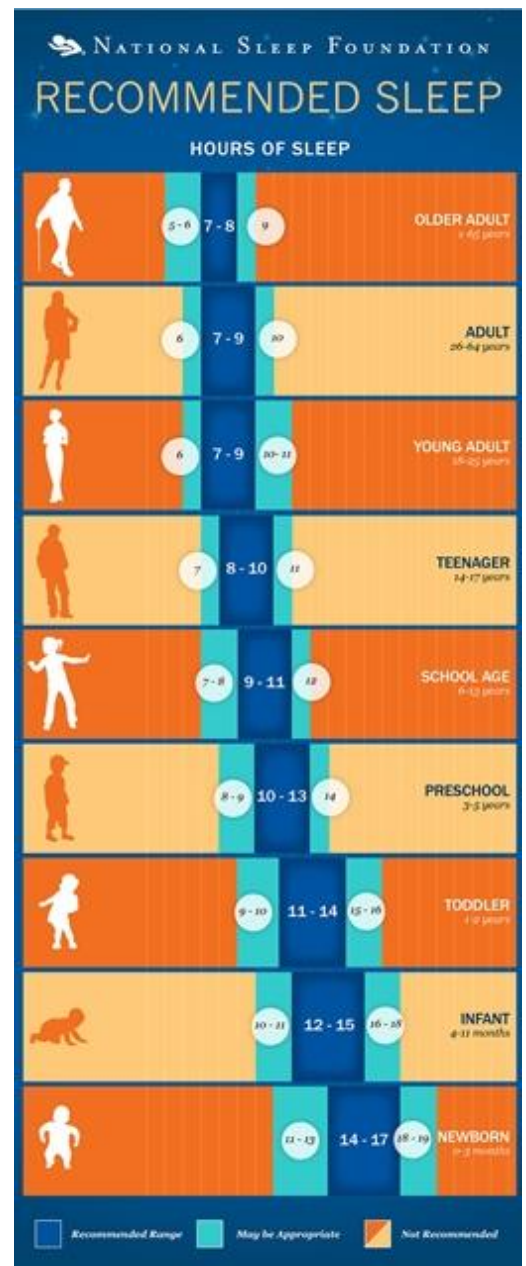 NATIONAL SLEEP FOUNDATION
RECOMMENDED SLEEP
HOURS OF SLEEP
5-6 7-8 9 OLDER ADULT
years
6 7-9 10 ADULT
26-64 years
6 7-9 10-11 YOUNG ADULT
18-25 years
7 8-10 11 TEENAGER
14-17 years
7-8 9-11 12 SCHOOL AGE
6-13 years
8-9 10-13 14 PRESCHOOL
3-5 years
9-10 11-14 15-16 TODDLER
1-2 years
10-11 12-15 16-18 INFANT
4-11 months
11-13 14-17 18-19 NEWBORN
0-3 months
Recommended Range May be Appropriate Not Recommended